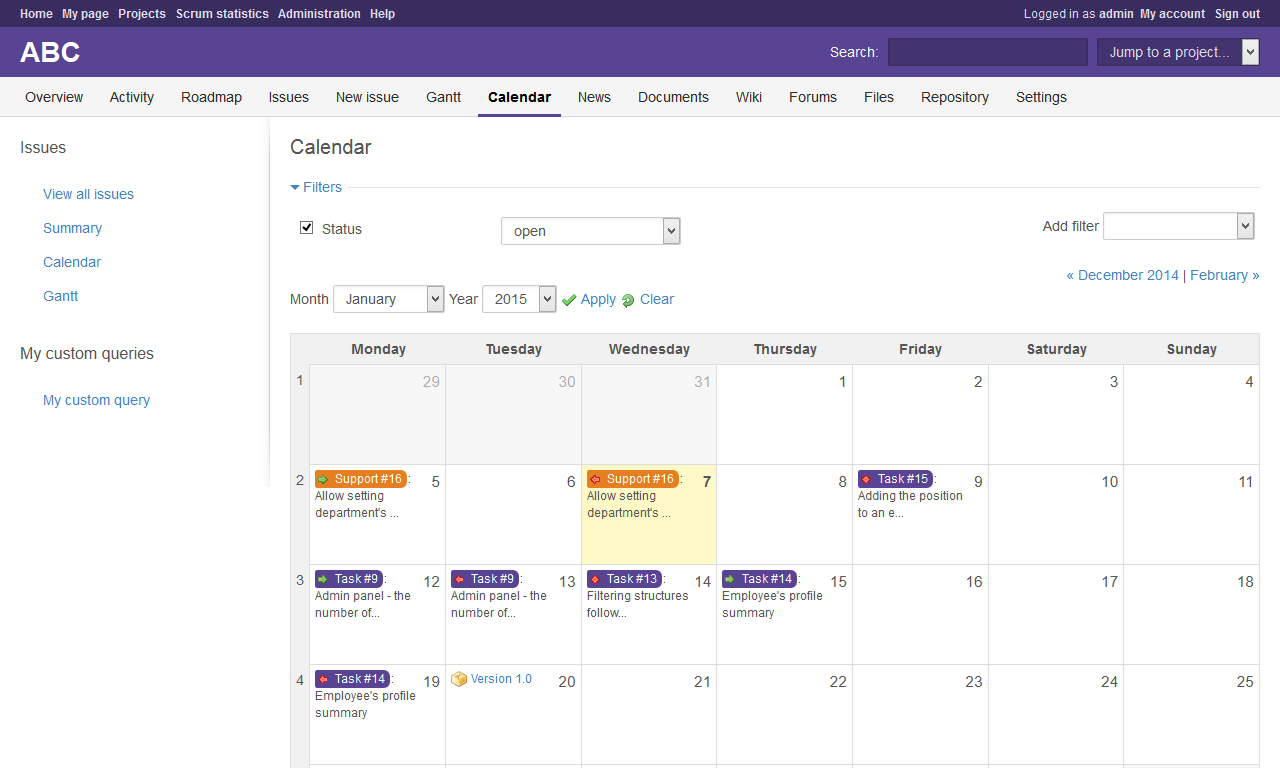 Home My page Projects Scrum statistics Administration Help Logged in as admin My account Sign out
ABC Search: Jump to a project...
Overview Activity Roadmap Issues New issue Gantt Calendar News Documents Wiki Forums Files Repository Settings
Issues
View all issues
Summary
Calendar
Gantt
My custom queries
My custom query
Calendar
Filters
Status open Add filter
« December 2014 | February »
Month January Year 2015 Apply Clear
Monday Tuesday Wednesday Thursday Friday Saturday Sunday
1 29 30 31 1 2 3 4
2 Support #16: 5 6 Support #16: 7 8 Task #15: 9 10 11
Allow setting Allow setting Adding the position
department's ... department's ... to an e...
3 Task #9: 12 Task #9: 13 Task #13: 14 Task #14: 15 16 17 18
Admin panel - the Admin panel - the Filtering structures Employee's profile
number of... number of... follow... summary
4 Task #14: 19 Version 1.0 20 21 22 23 24 25
Employee's profile
summary